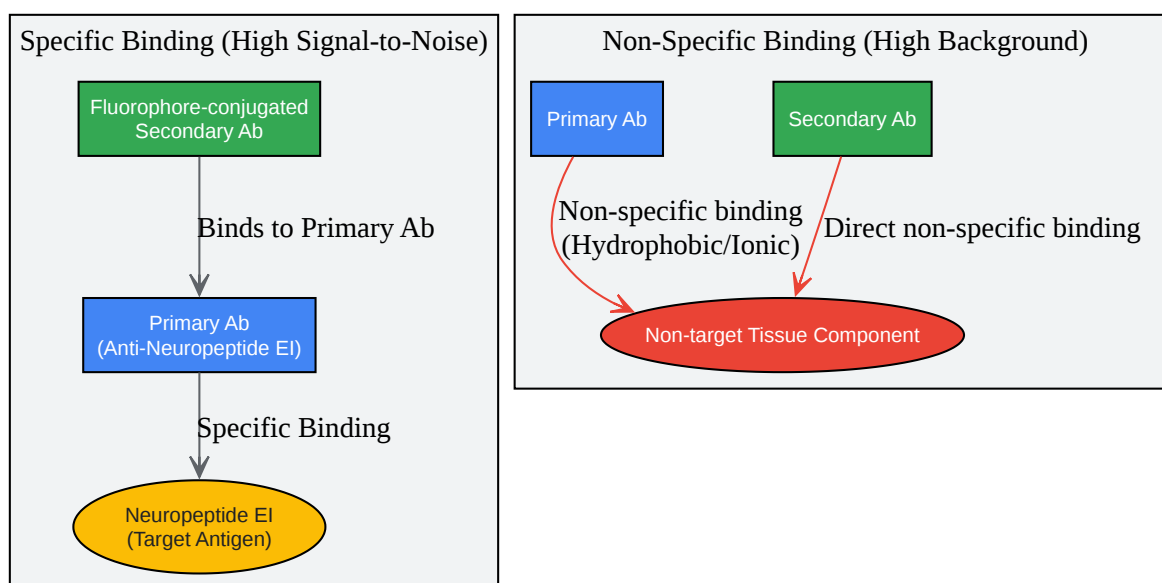 Specific Binding (High Signal-to-Noise)
Fluorophore-conjugated
Secondary Ab
Binds to Primary Ab
Primary Ab
(Anti-Neuropeptide EI)
Specific Binding
Neuropeptide EI
(Target Antigen)
Non-Specific Binding (High Background)
Primary Ab
Secondary Ab
Non-specific binding
(Hydrophobic/Ionic)
Direct non-specific binding
Non-target Tissue Component